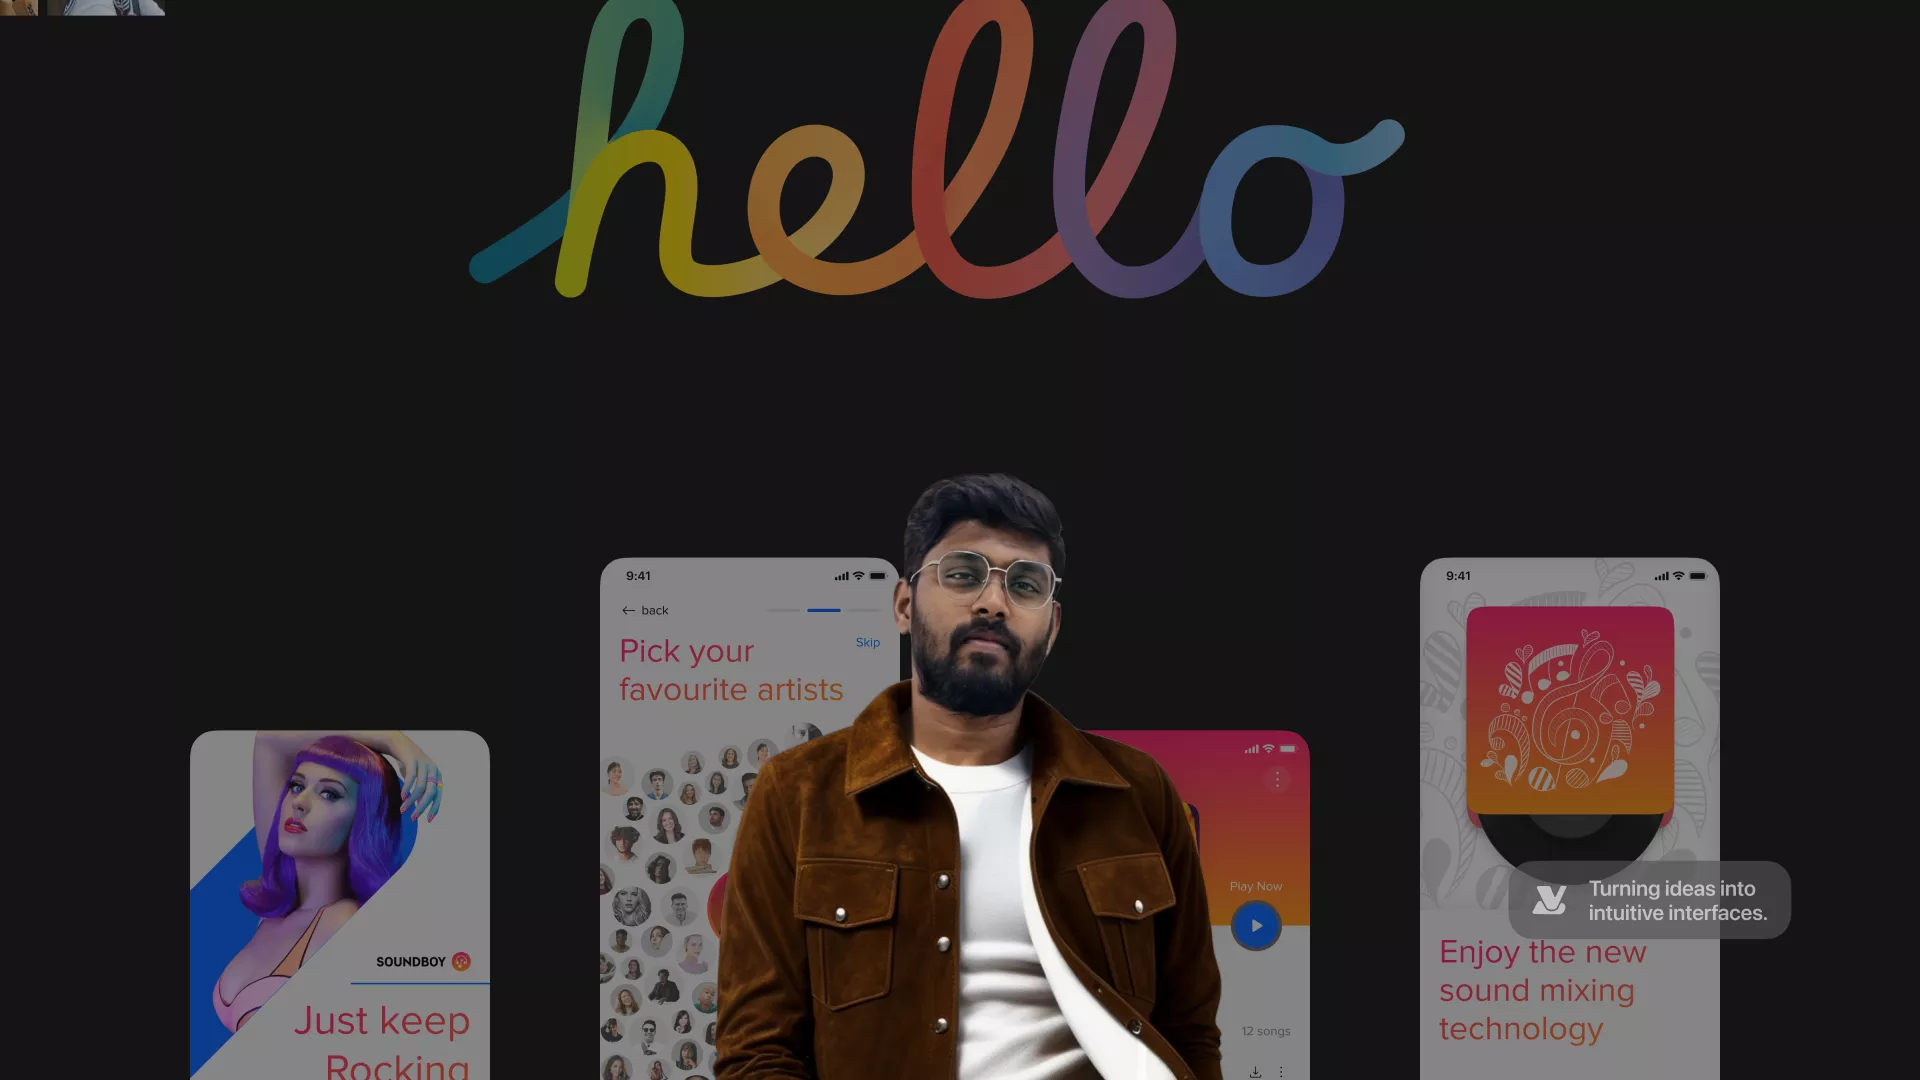 hello
9:41
back
Skip
Pick your
favourite artists
SOUNDBOY
Just keep
Rocking
Play Now
12 songs
9:41
Turning ideas into
intuitive interfaces.
Enjoy the new
sound mixing
technology